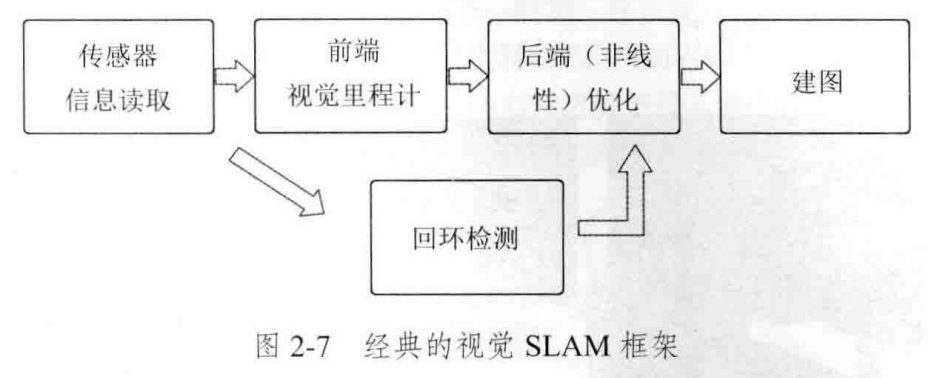 传感器
信息读取
前端
视觉里程计
后端（非线
性）优化
建图
回环检测
图 2-7 经典的视觉 SLAM 框架